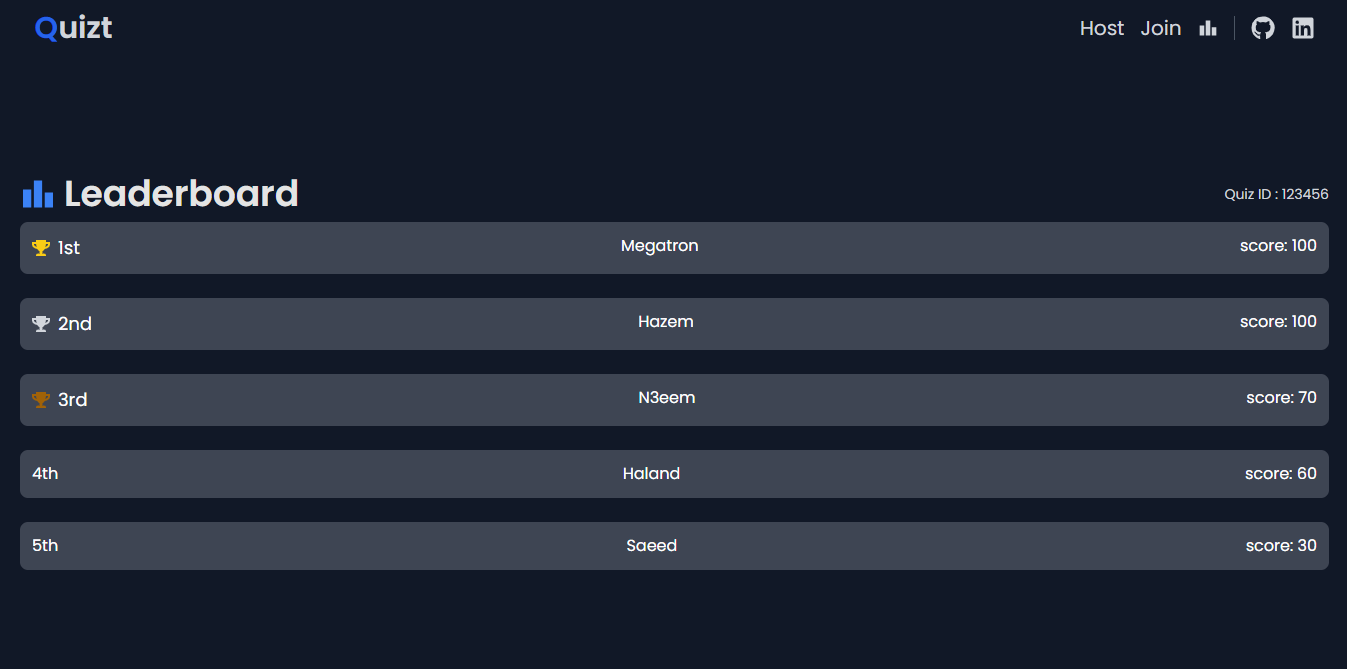 Quizt Host Join
Leaderboard Quiz ID : 123456
1st Megatron score: 100
2nd Hazem score: 100
3rd N3eem score: 70
4th Haland score: 60
5th Saeed score: 30